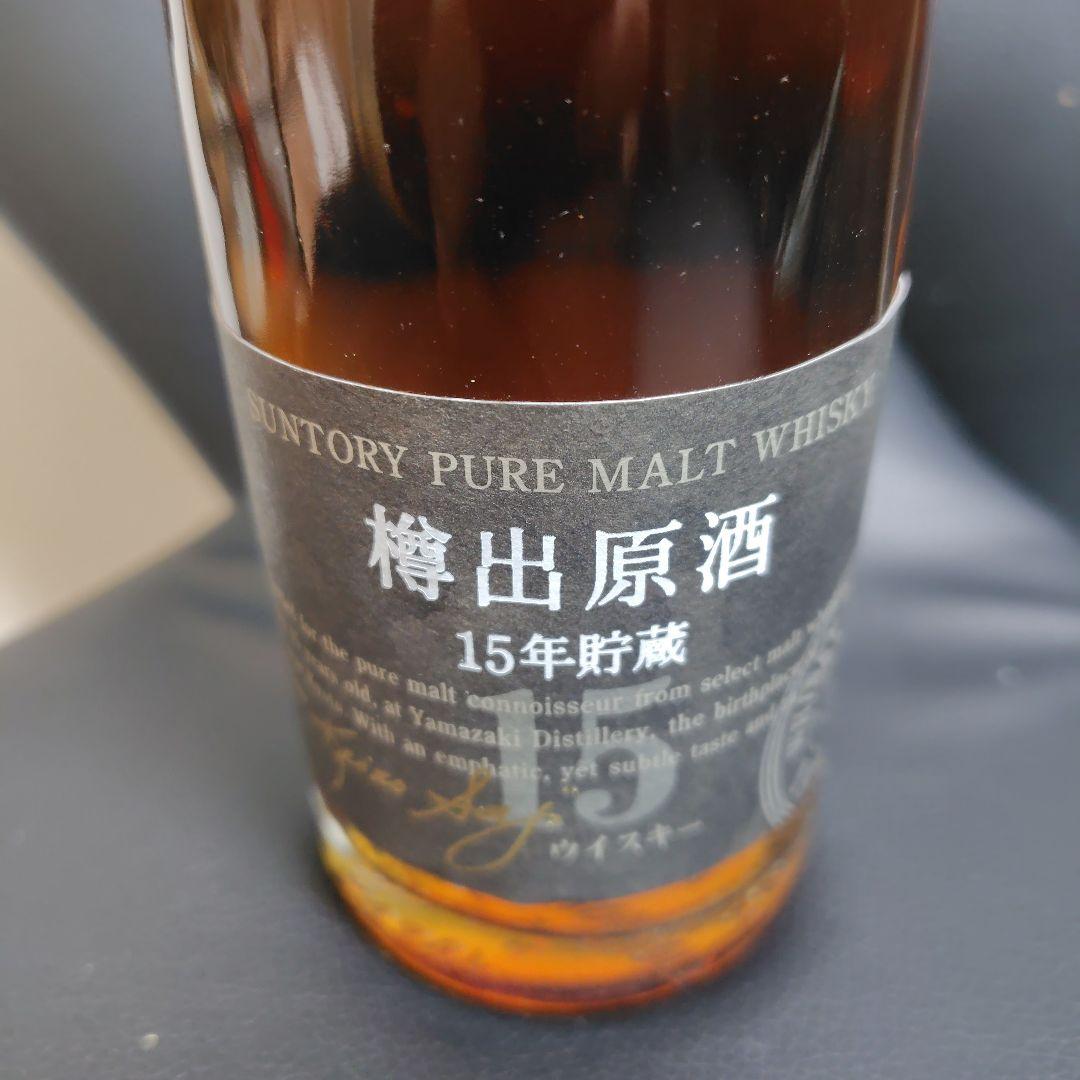 SUNTORY PURE MALT WHISKY
樽出原酒
15年貯蔵
15
for the pure malt connoisseur from select malt
years old, at Yamazaki Distillery, the birthplace
With an emphatic, yet subtle taste and
ウイスキー